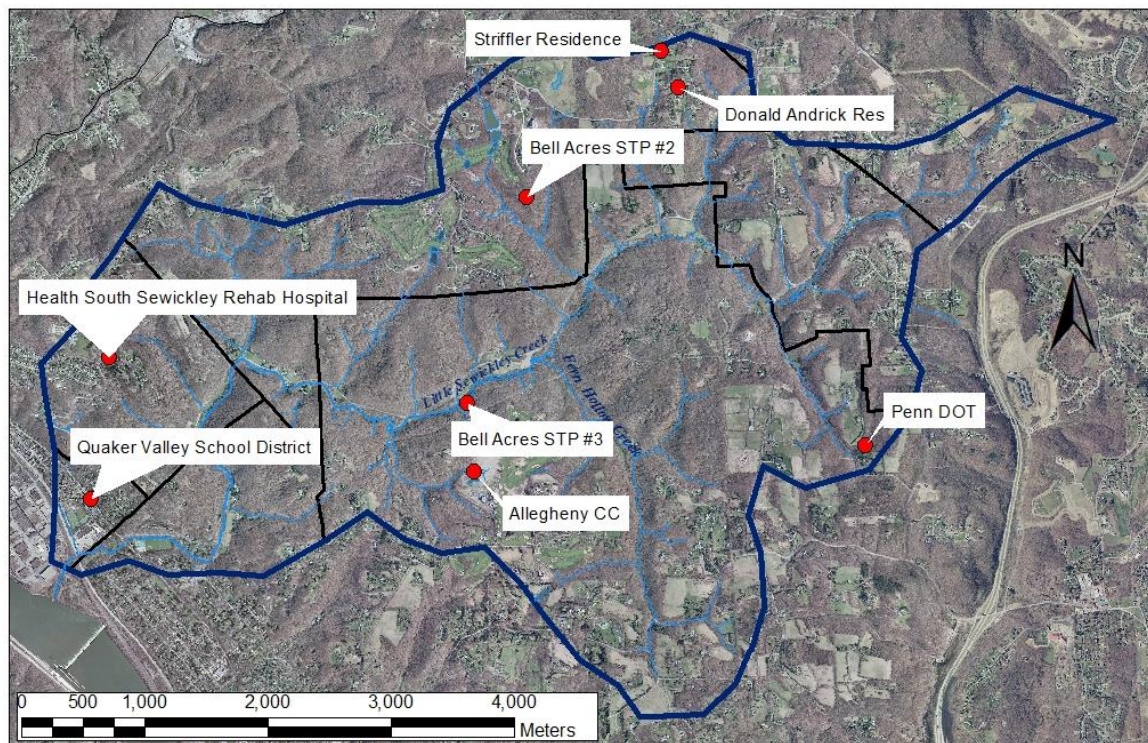 Striffler Residence
Donald Andrick Res
Bell Acres STP #2
N
Health South Sewickley Rehab Hospital
Little Sewickley Creek
Fern Hollow Creek
Penn DOT
Quaker Valley School District
Bell Acres STP #3
Allegheny CC
0 500 1,000 2,000 3,000 4,000
Meters